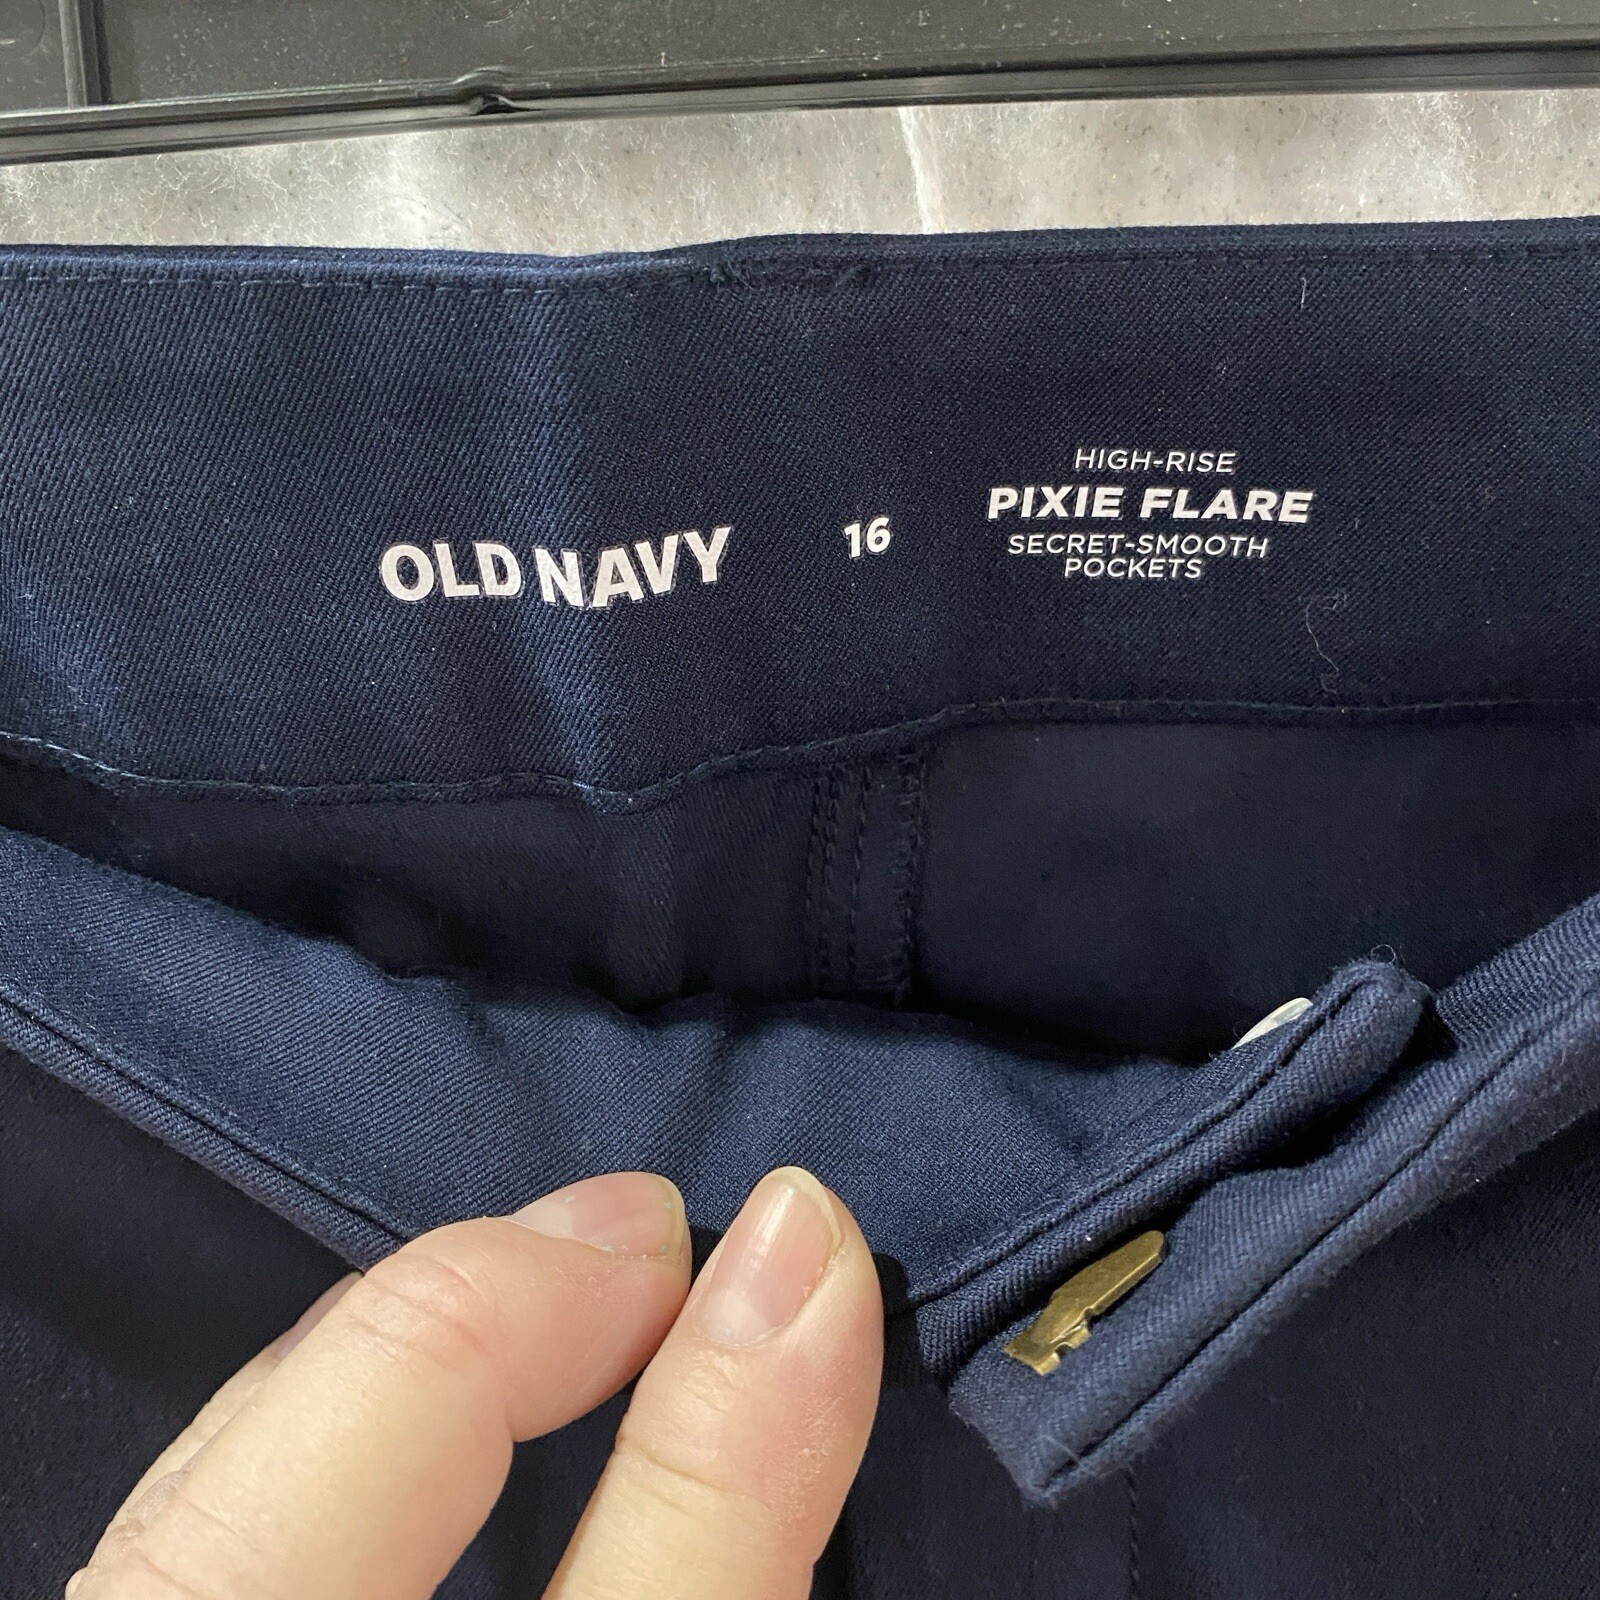 OLD NAVY
16
HIGH-RISE
PIXIE FLARE
SECRET-SMOOTH
POCKETS